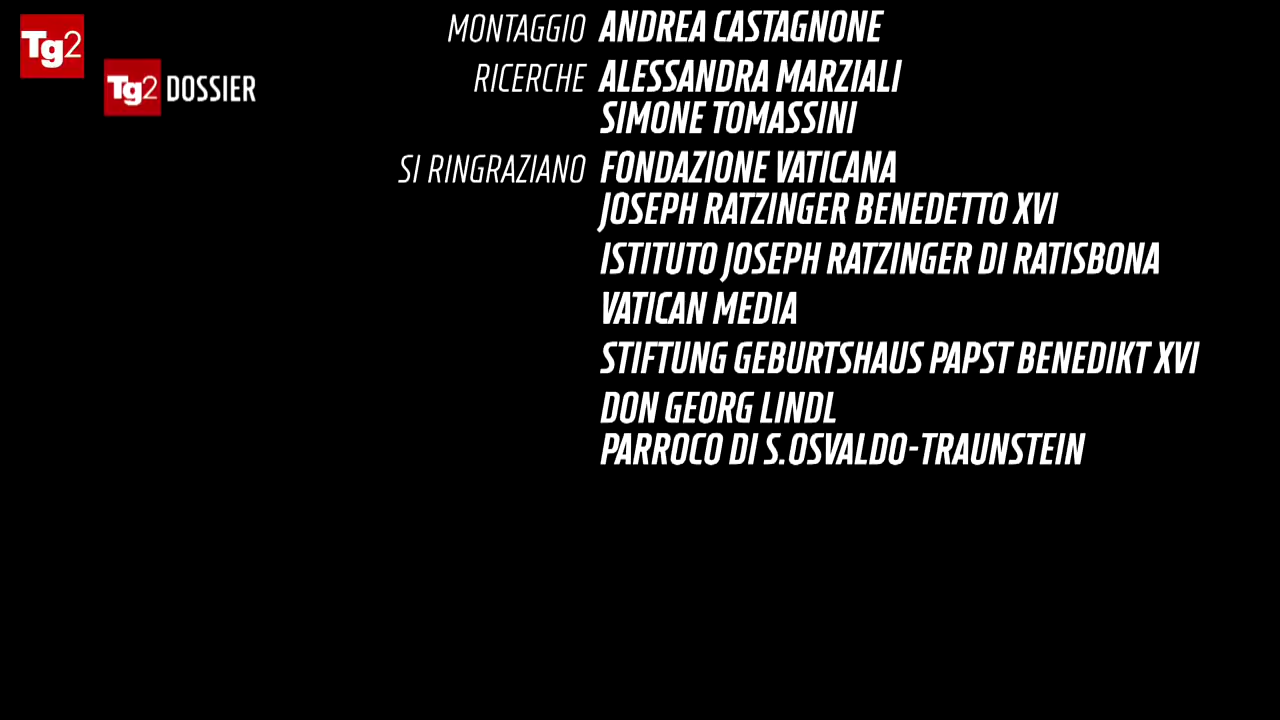 Tg2
Tg2 DOSSIER
MONTAGGIO ANDREA CASTAGNONE
RICERCHE ALESSANDRA MARZIALI
SIMONE TOMASSINI
SI RINGRAZIANO FONDAZIONE VATICANA
JOSEPH RATZINGER BENEDETTO XVI
ISTITUTO JOSEPH RATZINGER DI RATISBONA
VATICAN MEDIA
STIFTUNG GEBURTSHAUS PAPST BENEDIKT XVI
DON GEORG LINDL
PARROCO DI S.OSVALDO-TRAUNSTEIN